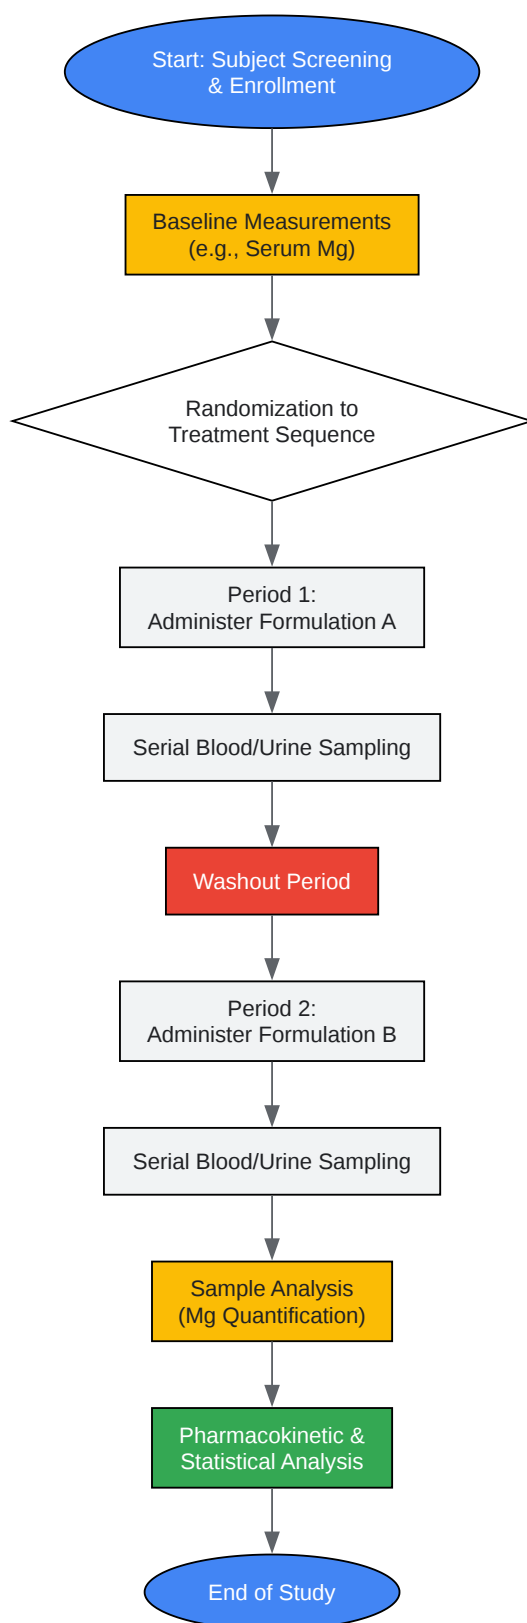 Start: Subject Screening
& Enrollment
Baseline Measurements
(e.g., Serum Mg)
Randomization to
Treatment Sequence
Period 1:
Administer Formulation A
Serial Blood/Urine Sampling
Washout Period
Period 2:
Administer Formulation B
Serial Blood/Urine Sampling
Sample Analysis
(Mg Quantification)
Pharmacokinetic &
Statistical Analysis
End of Study